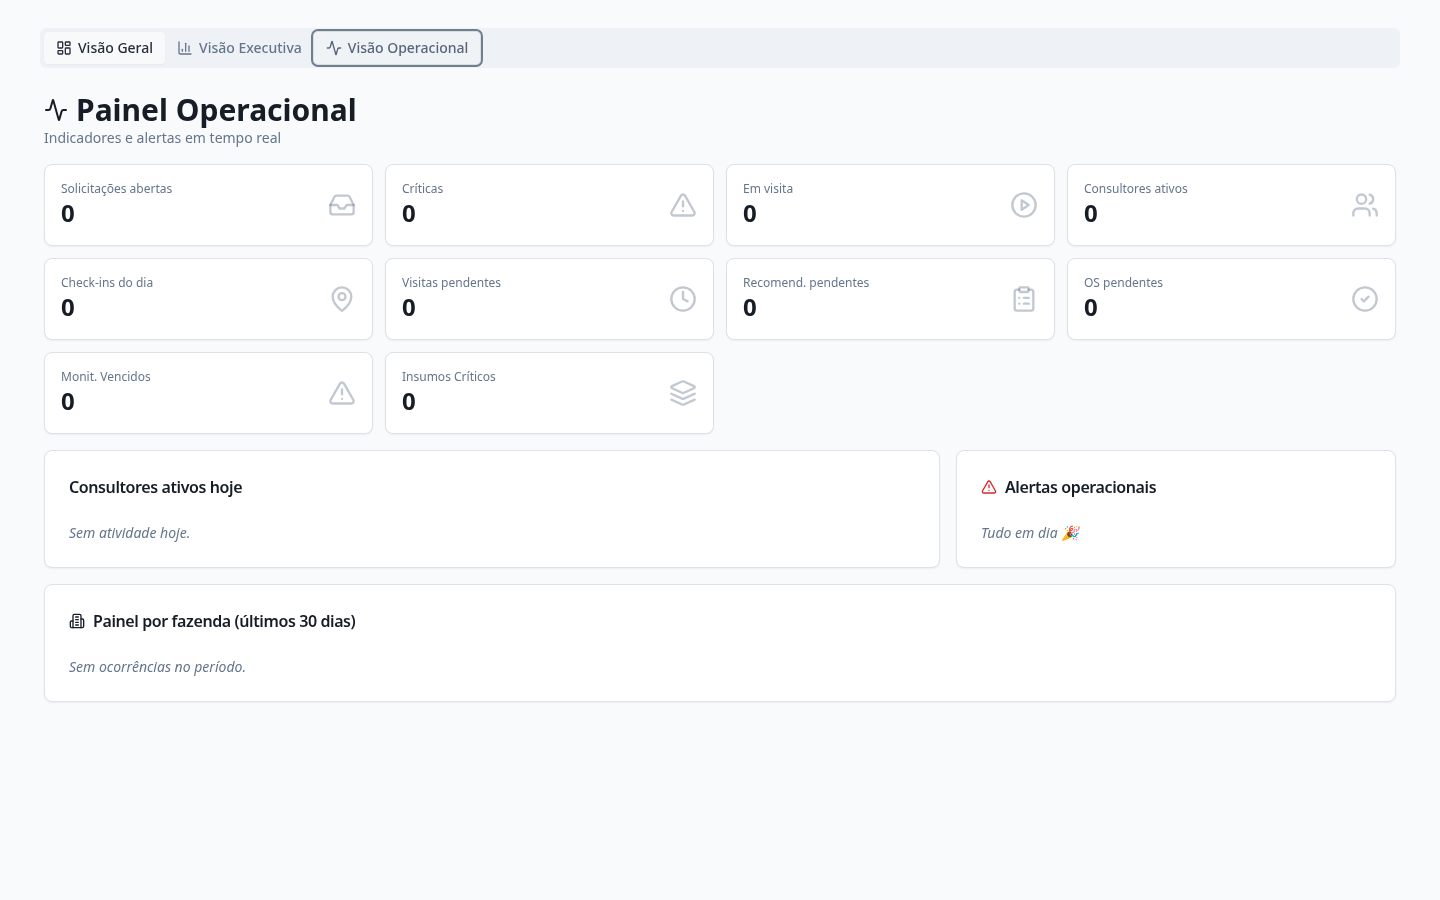 Visão Geral
Visão Executiva
Visão Operacional
Painel Operacional
Indicadores e alertas em tempo real
Solicitações abertas
0
Críticas
0
Em visita
0
Consultores ativos
0
Check-ins do dia
0
Visitas pendentes
0
Recomend. pendentes
0
OS pendentes
0
Monit. Vencidos
0
Insumos Críticos
0
Consultores ativos hoje
Sem atividade hoje.
Alertas operacionais
Tudo em dia 🎉
Painel por fazenda (últimos 30 dias)
Sem ocorrências no período.